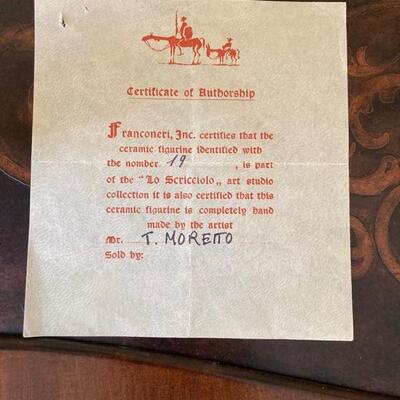 Certificate of Authorship
Franconeri, Inc. certifies that the
ceramic figurine identified with
the nomber 19 , is part
of the "Lo Scricciolo„ art studio
collection it is also certified that this
ceramic figurine is completely hand
made by the artist
Mr. T. MORETTO
Sold by: